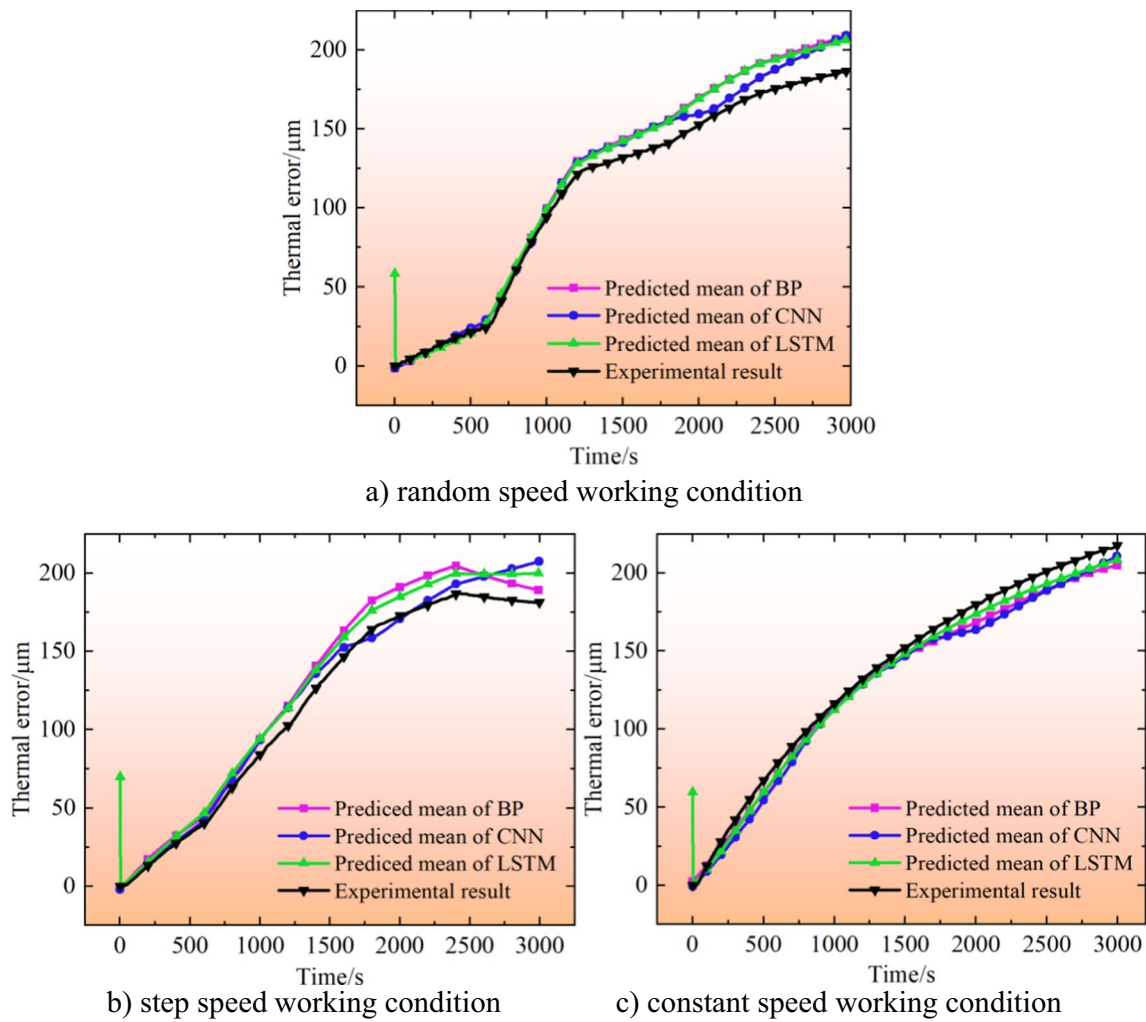 200
150
100
50
0
Thermal error/μm
Predicted mean of BP
Predicted mean of CNN
Predicted mean of LSTM
Experimental result
0 500 1000 1500 2000 2500 3000
Time/s
a) random speed working condition
200
150
100
50
0
Thermal error/μm
Prediced mean of BP
Prediced mean of CNN
Prediced mean of LSTM
Experimental result
0 500 1000 1500 2000 2500 3000
Time/s
b) step speed working condition
200
150
100
50
0
Thermal error/μm
Predicted mean of BP
Predicted mean of CNN
Predicted mean of LSTM
Experimental result
0 500 1000 1500 2000 2500 3000
Time/s
c) constant speed working condition